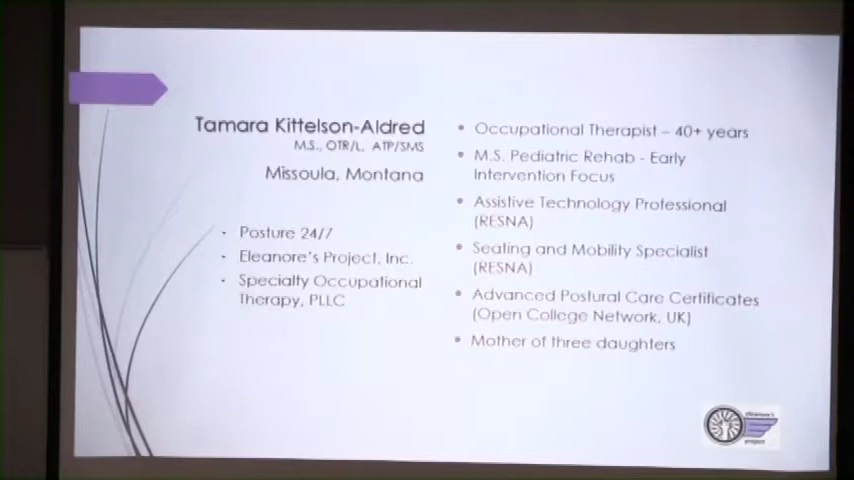 Tamara Kittelson-Aldred
M.S., OTR/L, ATP/SMS
Missoula, Montana
- Posture 24/7
- Eleanore's Project, Inc.
- Specialty Occupational
Therapy, PLLC
• Occupational Therapist – 40+ years
• M.S. Pediatric Rehab - Early
Intervention Focus
• Assistive Technology Professional
(RESNA)
• Seating and Mobility Specialist
(RESNA)
• Advanced Postural Care Certificates
(Open College Network, UK)
• Mother of three daughters
eleanore's
project